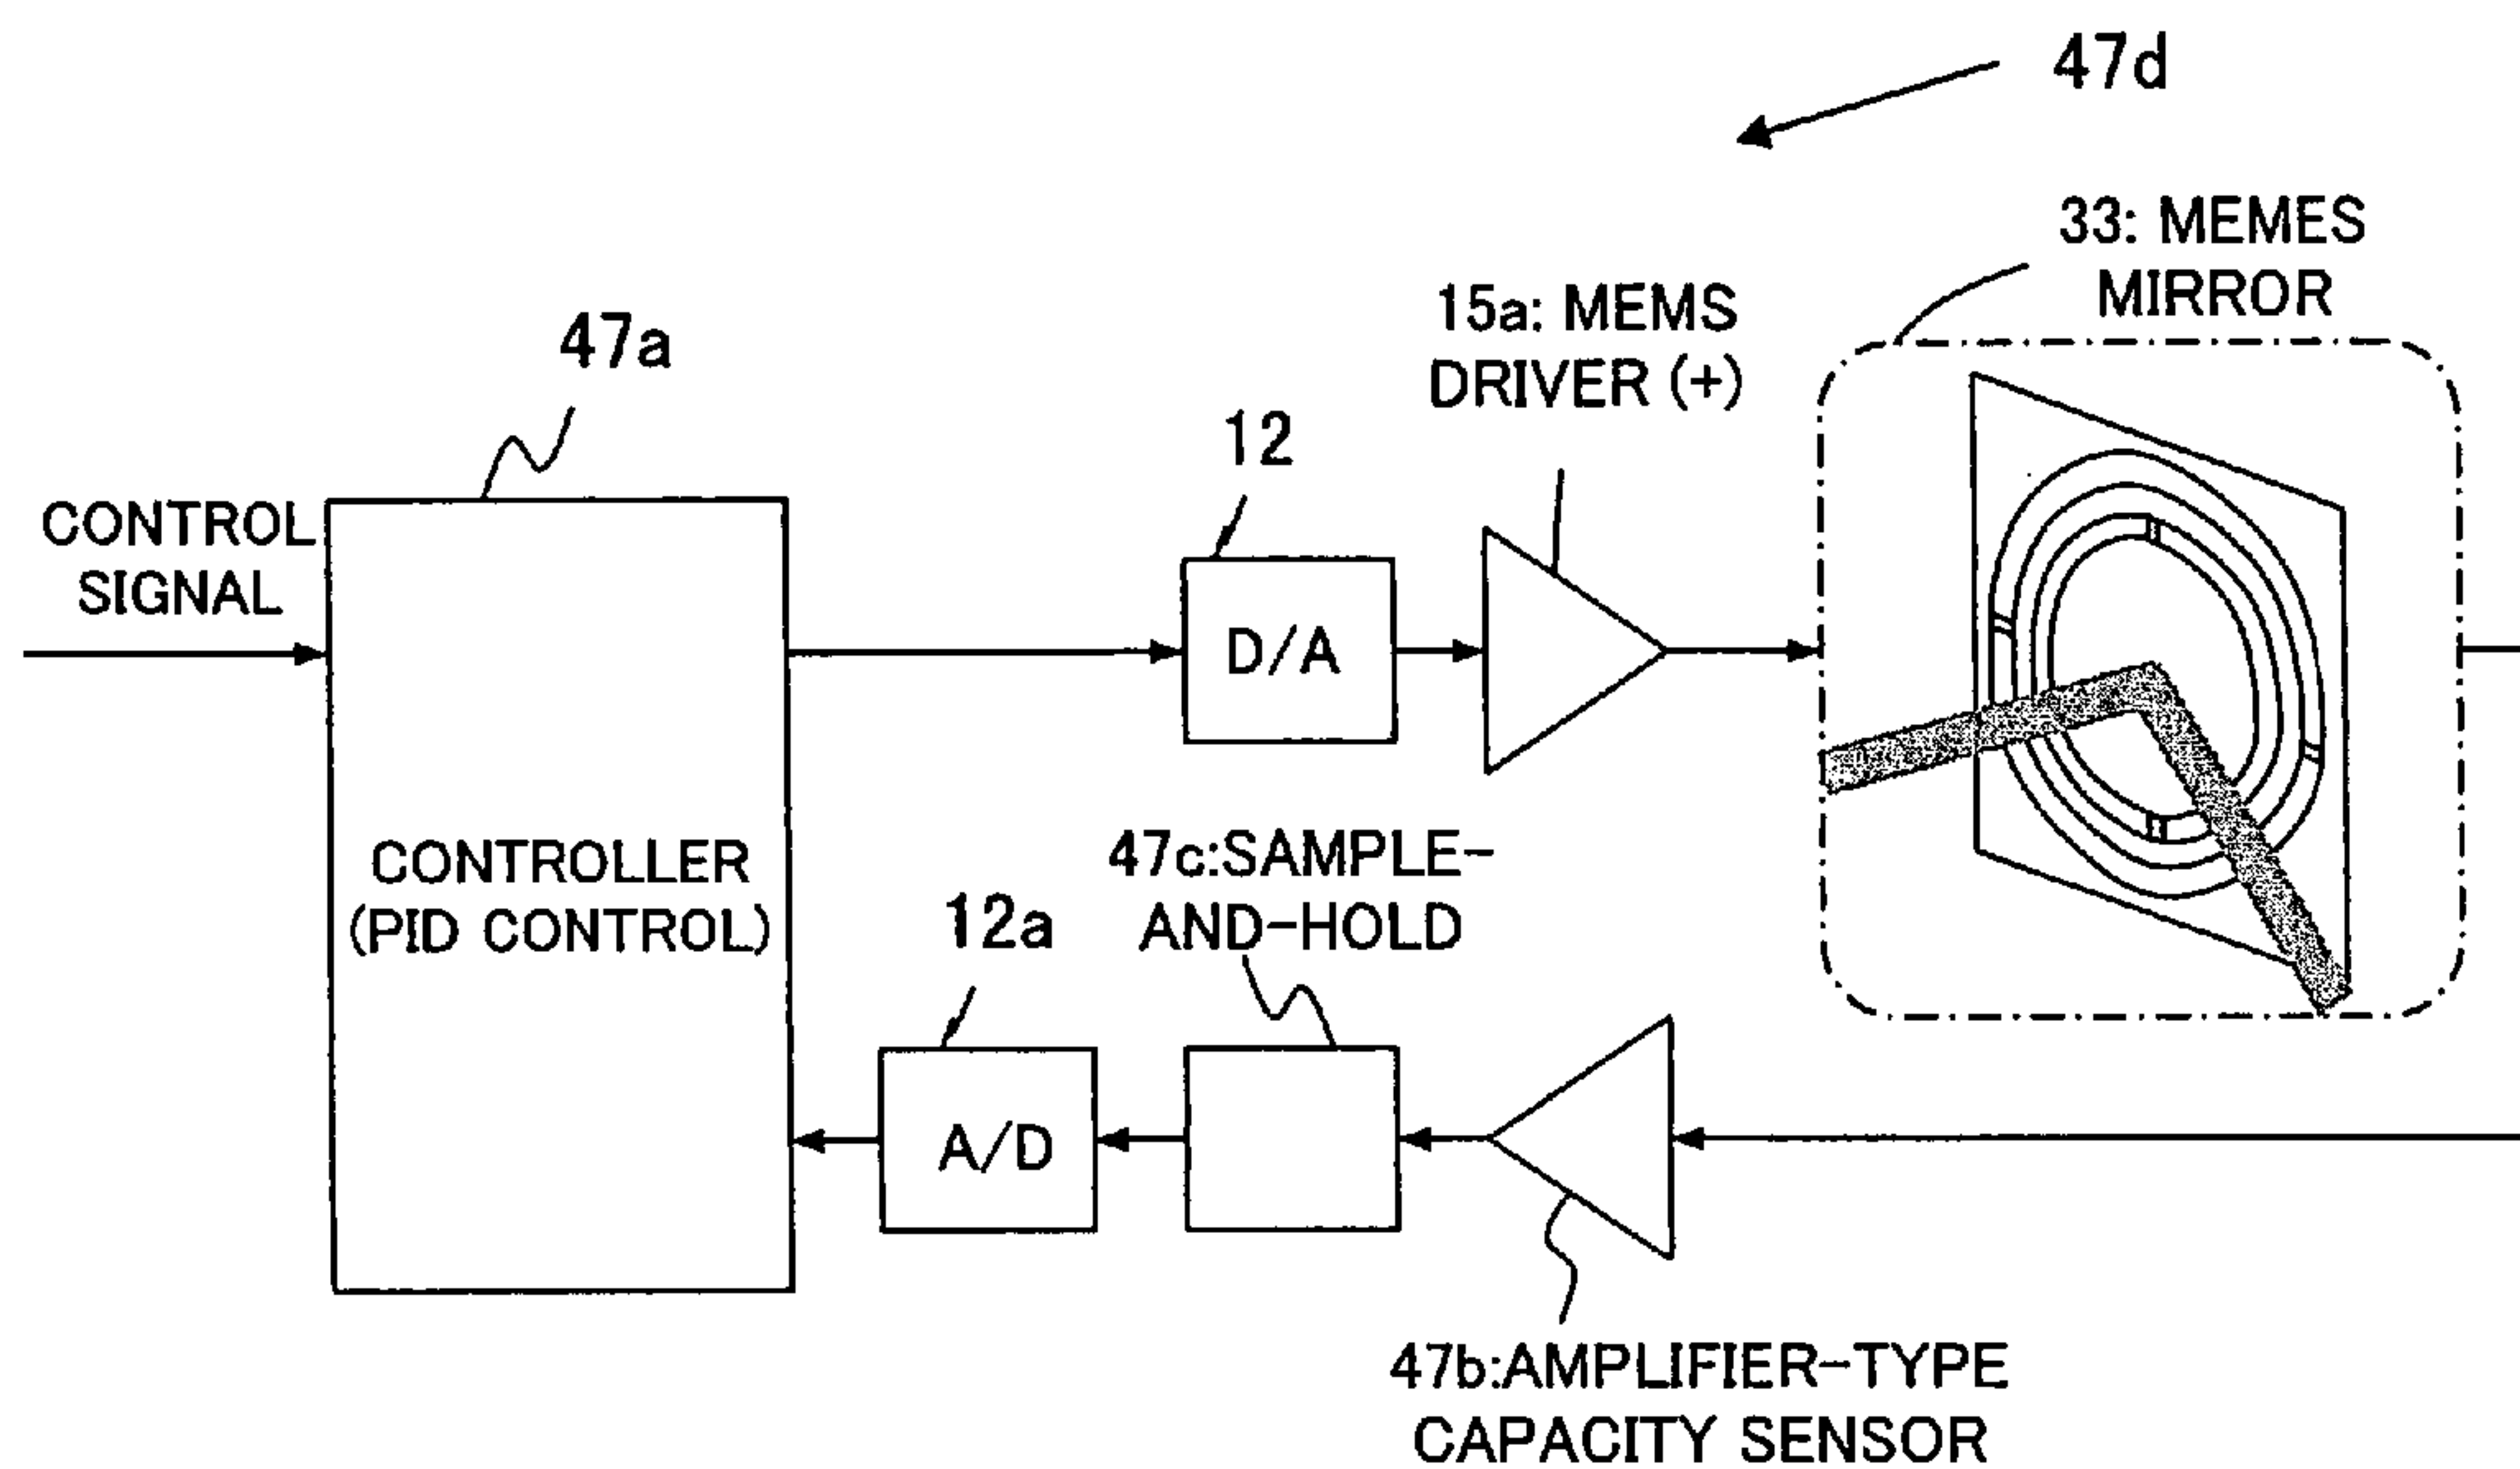 47d
33: MEMES
MIRROR
15a: MEMS
DRIVER (+)
47a
12
CONTROL
SIGNAL
D/A
CONTROLLER
(PID CONTROL)
47c:SAMPLE-
AND-HOLD
12a
A/D
47b:AMPLIFIER-TYPE
CAPACITY SENSOR